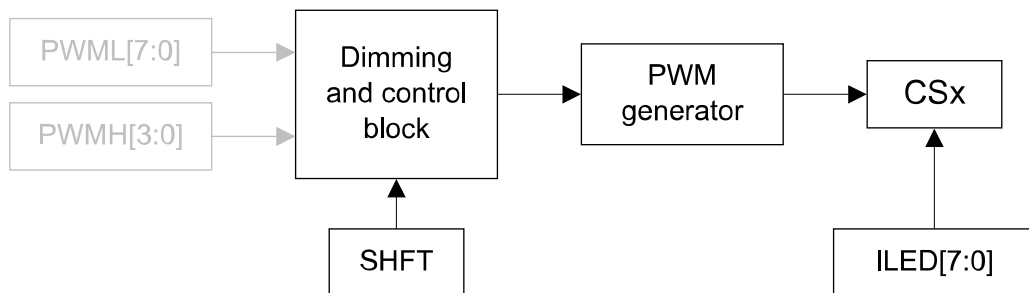 PWML[7:0]
PWMH[3:0]
Dimming
and control
block
PWM
generator
CSx
SHFT
ILED[7:0]